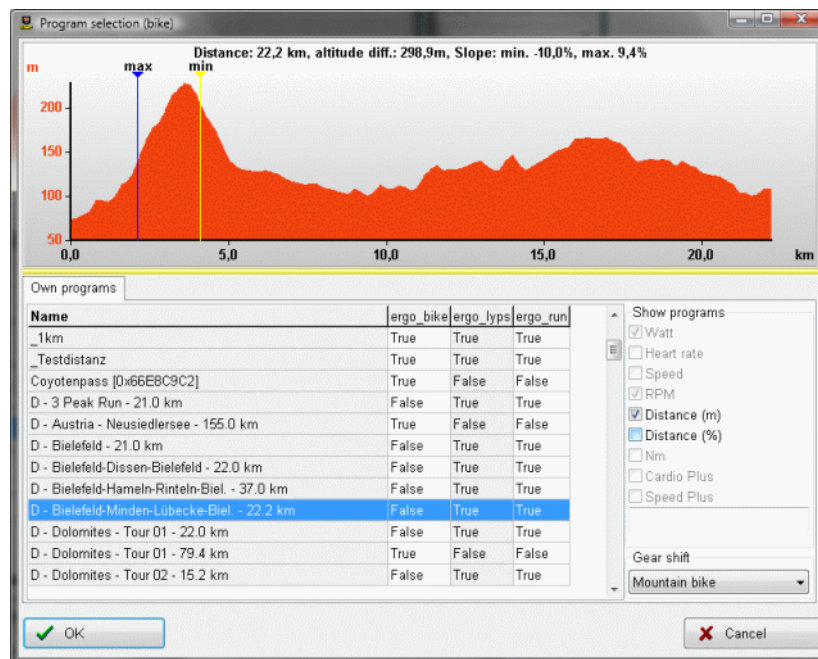 Program selection (bike)
Distance: 22,2 km, altitude diff.: 298,9m, Slope: min. -10,0%, max. 9,4%
m
max
min
200
150
100
50
0,0
5,0
10,0
15,0
20,0
km
Own programs
Name ergo_bike ergo_lyps ergo_run
_1km True True True
_Testdistanz True True True
Coyotenpass [0x66E8C9C2] True False False
D - 3 Peak Run - 21.0 km False True True
D - Austria - Neusiedlersee - 155.0 km True False False
D - Bielefeld - 21.0 km False True True
D - Bielefeld-Dissen-Bielefeld - 22.0 km False True True
D - Bielefeld-Hameln-Rinteln-Biel. - 37.0 km False True True
D - Bielefeld-Minden-Lübecke-Biel. - 22.2 km False True True
D - Dolomites - Tour 01 - 22.0 km False True True
D - Dolomites - Tour 01 - 79.4 km True False False
D - Dolomites - Tour 02 - 15.2 km False True True
Show programs
Watt
Heart rate
Speed
RPM
Distance (m)
Distance (%)
Nm
Cardio Plus
Speed Plus
Gear shift
Mountain bike
OK
Cancel